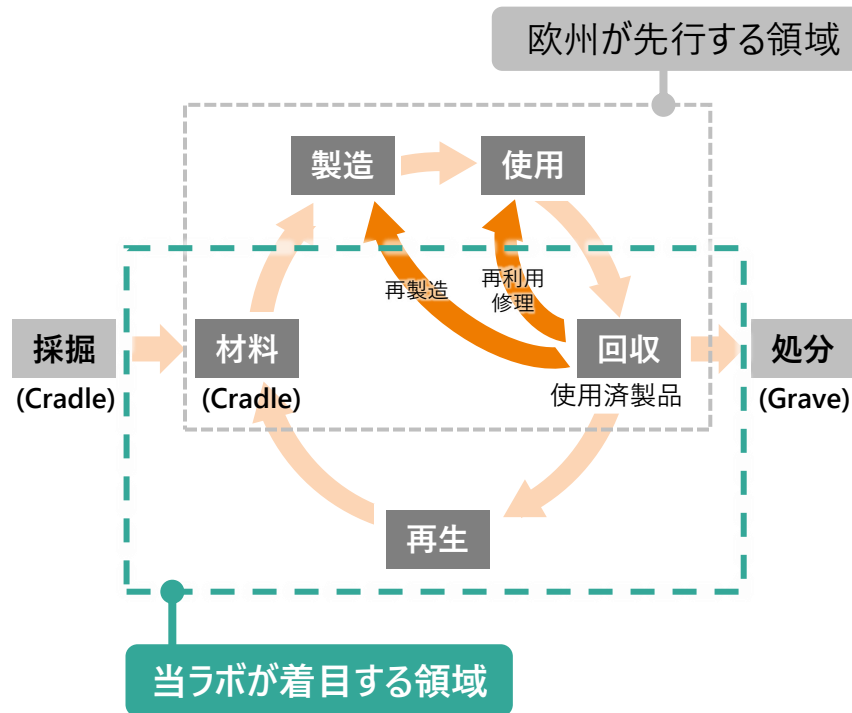 欧州が先行する領域
製造
使用
再製造
再利用
修理
採掘
(Cradle)
材料
(Cradle)
回収
使用済製品
処分
(Grave)
再生
当ラボが着目する領域